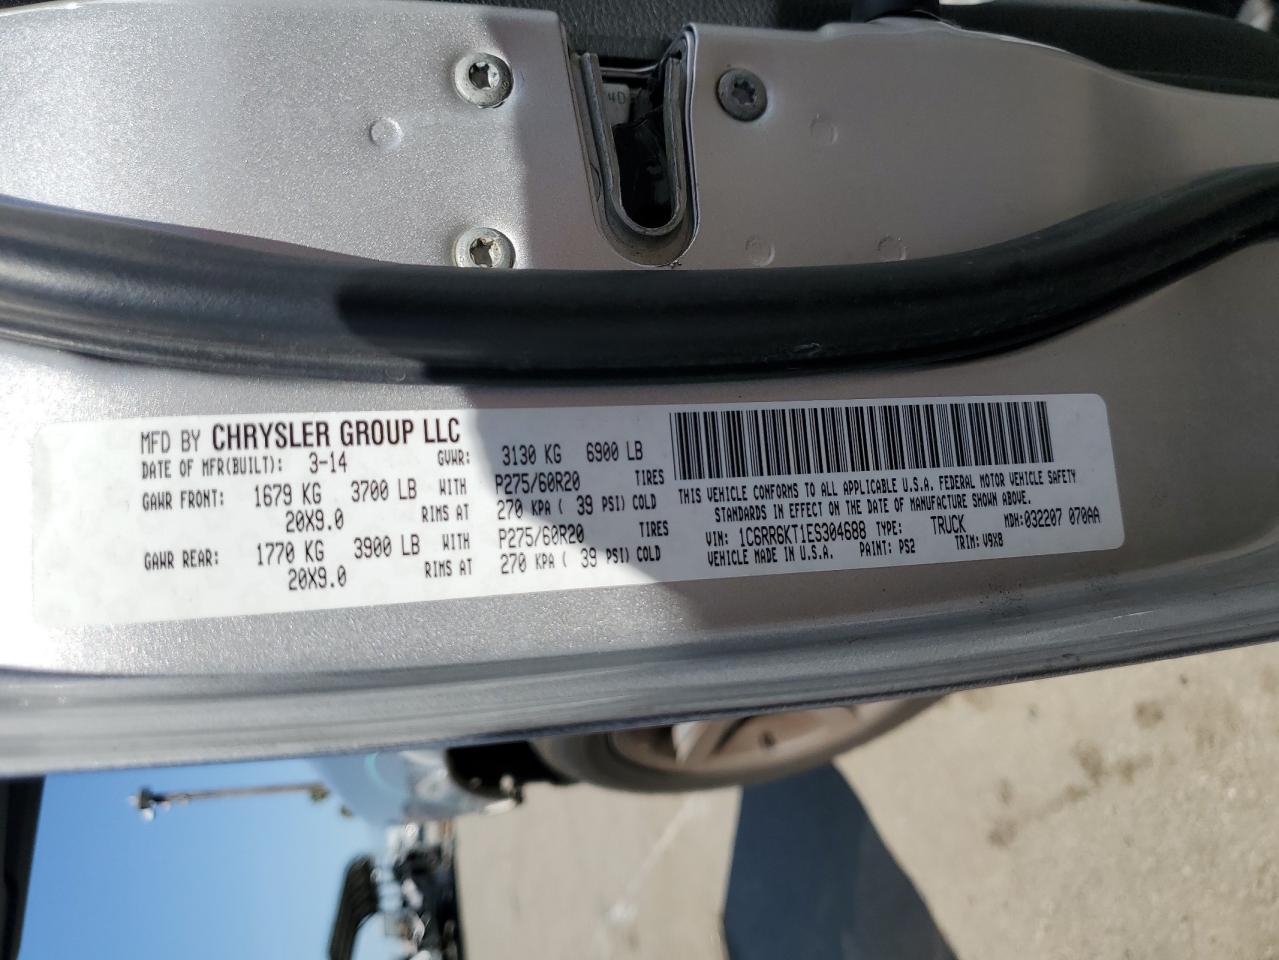 4D
MFD BY CHRYSLER GROUP LLC
DATE OF MFR(BUILT): 3-14 GVWR: 3130 KG 6900 LB
GAWR FRONT: 1679 KG 3700 LB WITH P275/60R20 TIRES
20X9.0 RIMS AT 270 KPA ( 39 PSI) COLD
GAWR REAR: 1770 KG 3900 LB WITH P275/60R20 TIRES
20X9.0 RIMS AT 270 KPA ( 39 PSI) COLD
THIS VEHICLE CONFORMS TO ALL APPLICABLE U.S.A. FEDERAL MOTOR VEHICLE SAFETY
STANDARDS IN EFFECT ON THE DATE OF MANUFACTURE SHOWN ABOVE.
VIN: 1C6RR6KT1ES304688 TYPE: TRUCK MDH:032207 070AA
VEHICLE MADE IN U.S.A. PAINT: PS2 TRIM: V9X8